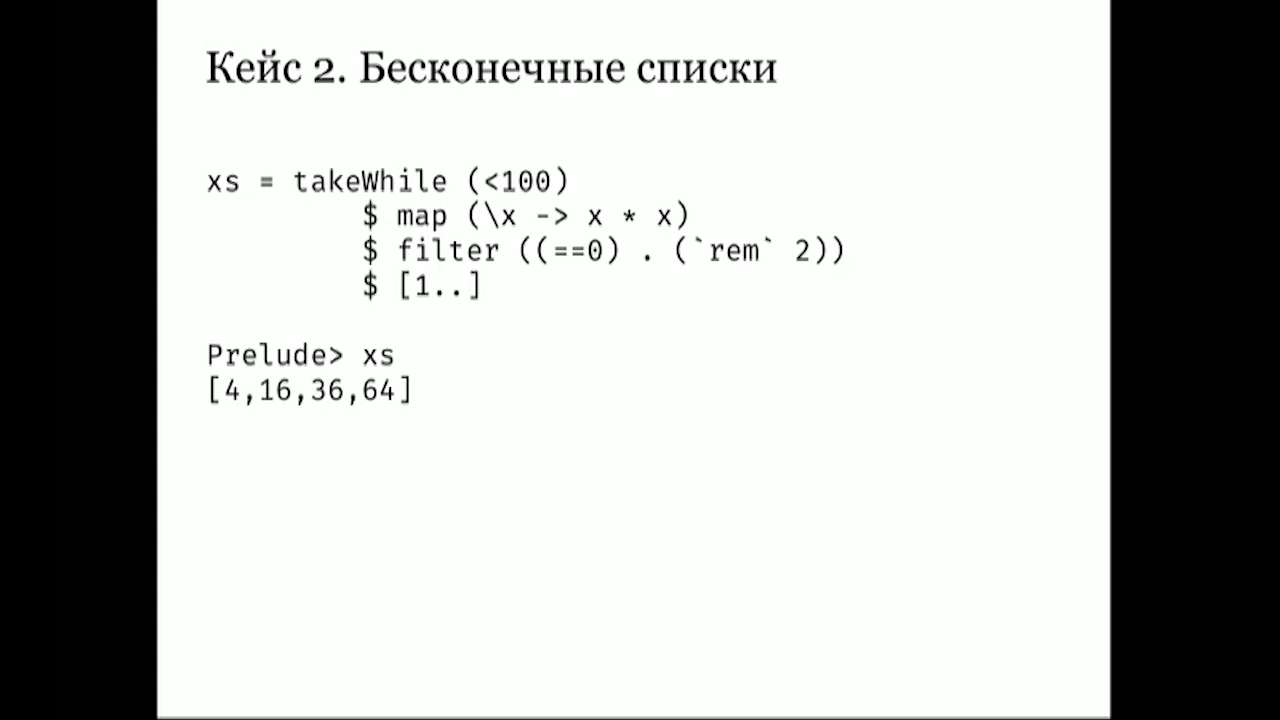 Кейс 2. Бесконечные списки
xs = takeWhile (<100)
$ map (\x -> x * x)
$ filter ((==0) . (`rem` 2))
$ [1..]
Prelude> xs
[4,16,36,64]